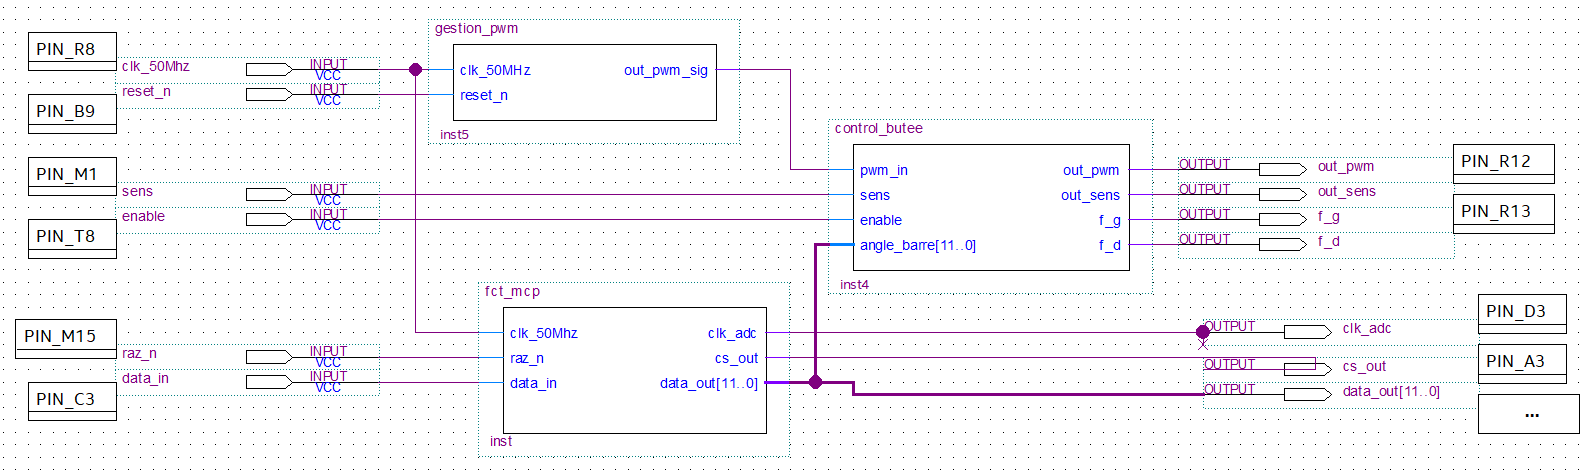 gestion_pwm
PIN_R8
clk_50Mhz
INPUT
VCC
clk_50MHz
out_pwm_sig
reset_n
INPUT
VCC
reset_n
PIN_B9
inst5
control_butee
PIN_M1
sens
INPUT
VCC
enable
INPUT
VCC
PIN_T8
pwm_in
out_pwm
sens
out_sens
enable
f_g
angle_barre[11..0]
f_d
inst4
OUTPUT
out_pwm
PIN_R12
OUTPUT
out_sens
OUTPUT
f_g
PIN_R13
OUTPUT
f_d
fct_mcp
PIN_M15
raz_n
INPUT
VCC
data_in
INPUT
VCC
PIN_C3
clk_50Mhz
clk_adc
raz_n
cs_out
data_in
data_out[11..0]
inst
OUTPUT
clk_adc
PIN_D3
OUTPUT
cs_out
PIN_A3
OUTPUT
data_out[11..0]
...